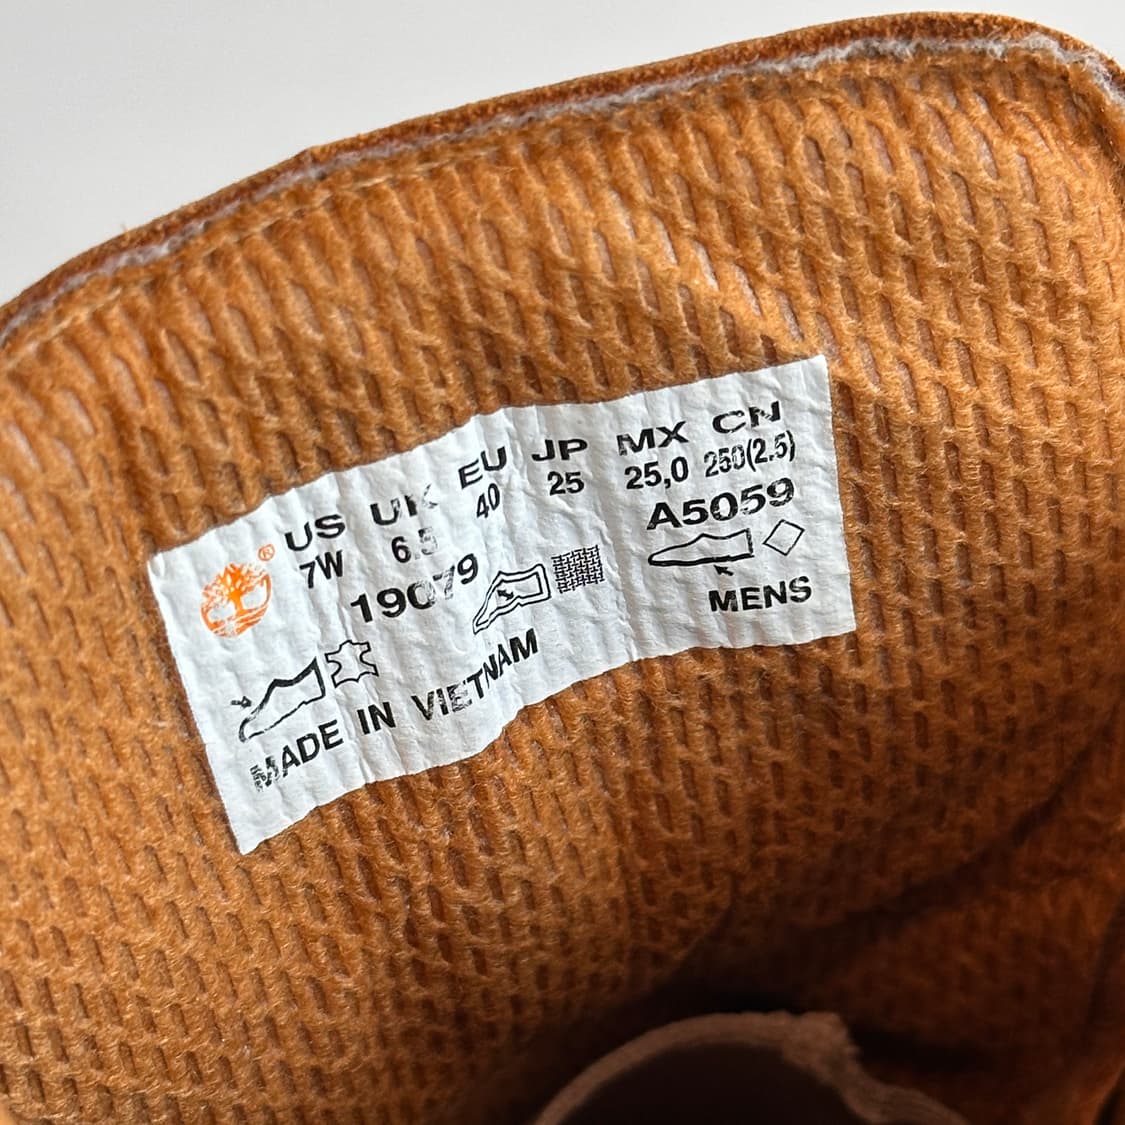 US UK EU JP MX CN
7W 6.5 40 25 25,0 250(2.5)
19079 A5059
MENS
MADE IN VIETNAM
®